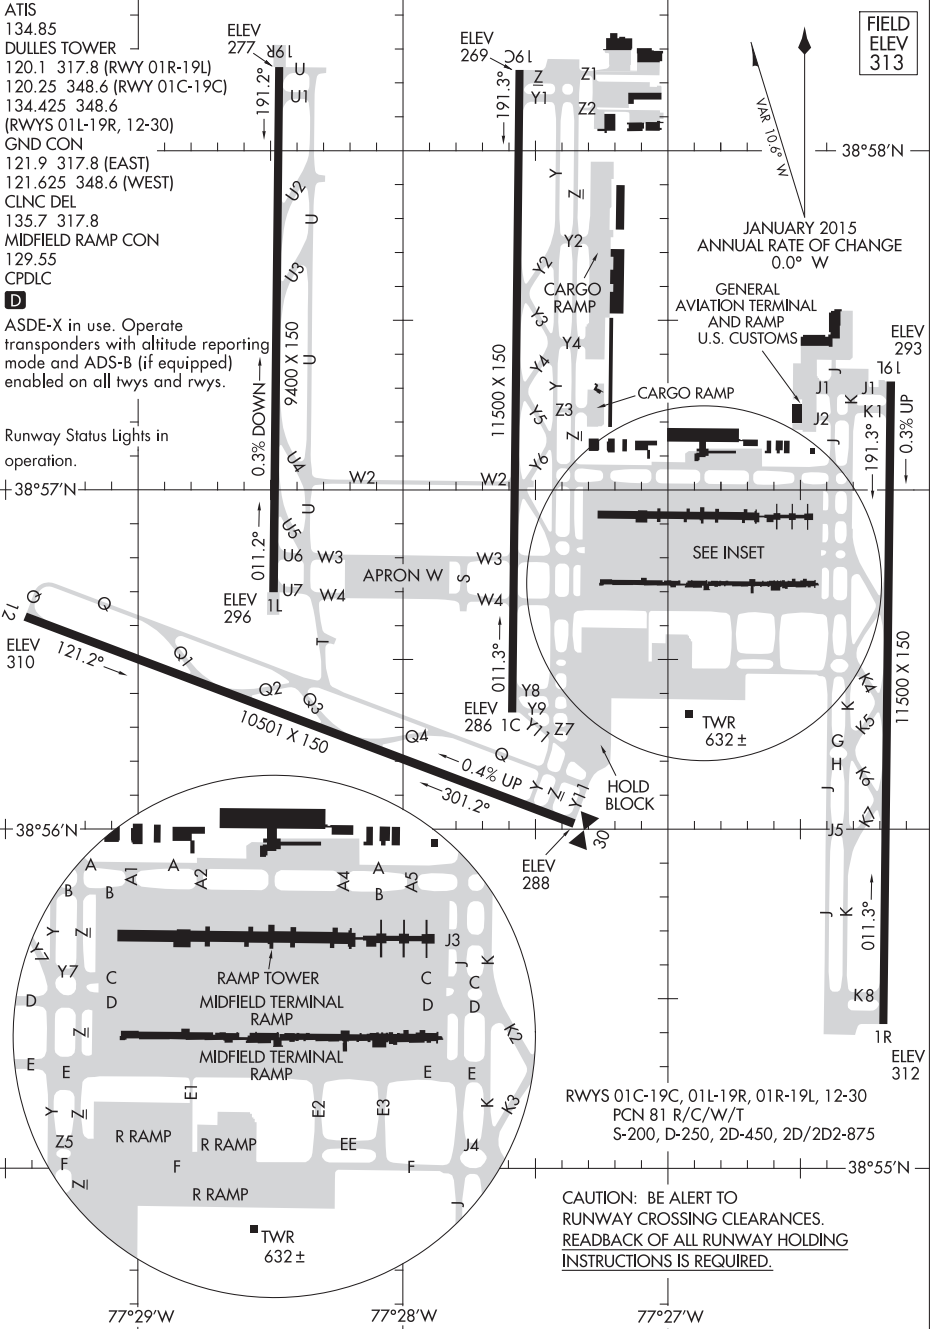 ATIS
134.85
DULLES TOWER
120.1 317.8 (RWY 01R-19L)
120.25 348.6 (RWY 01C-19C)
134.425 348.6
(RWYS 01L-19R, 12-30)
GND CON
121.9 317.8 (EAST)
121.625 348.6 (WEST)
CLNC DEL
135.7 317.8
MIDFIELD RAMP CON
129.55
CPDLC
D
ASDE-X in use. Operate
transponders with altitude reporting
mode and ADS-B (if equipped)
enabled on all twys and rwys.
Runway Status Lights in
operation.
ELEV
277
19R
U
U1
191.2°
U2
U
U3
U
9400 X 150
0.3% DOWN
U4
W2
W2
38°57'N
U
U5
011.2°
U6
W3
APRON W
S
W3
U7
W4
W4
ELEV
296
1L
ELEV
269
19C
Z
Z1
Y1
Z2
191.3°
Y
Z
Y2
Y2
CARGO
RAMP
Y3
Y4
Y4
Y
11500 X 150
Y5
Z3
CARGO RAMP
Z
Y6
FIELD
ELEV
313
VAR 10.6° W
38°58'N
JANUARY 2015
ANNUAL RATE OF CHANGE
0.0° W
GENERAL
AVIATION TERMINAL
AND RAMP
U.S. CUSTOMS
ELEV
293
19L
J
J1
J1
K
K1
J2
J
191.3°
0.3% UP
SEE INSET
12
Q
Q
ELEV
310
121.2°
Q1
T
Q2
Q3
10501 X 150
Q4
Q
0.4% UP
301.2°
011.3°
ELEV
286
1C
Y8
Y9
Y11
Z7
Y
Z
Y11
HOLD
BLOCK
30
ELEV
288
TWR
632±
K4
K
K5
11500 X 150
G
H
K6
J
K7
J5
J
K
011.3°
K8
1R
ELEV
312
38°56'N
A
A1
A
A2
A4
A
A5
B
B
B
Y
Z
J3
Y7
Y7
C
RAMP TOWER
C
J
K
C
D
D
MIDFIELD TERMINAL
RAMP
D
D
Z
K2
E
E
MIDFIELD TERMINAL
RAMP
E
E
E1
E2
E3
K
K3
Y
Z
Z5
R RAMP
R RAMP
EE
J4
F
F
F
Z
R RAMP
J
TWR
632±
RWYS 01C-19C, 01L-19R, 01R-19L, 12-30
PCN 81 R/C/W/T
S-200, D-250, 2D-450, 2D/2D2-875
38°55'N
CAUTION: BE ALERT TO
RUNWAY CROSSING CLEARANCES.
READBACK OF ALL RUNWAY HOLDING
INSTRUCTIONS IS REQUIRED.
77°29'W
77°28'W
77°27'W